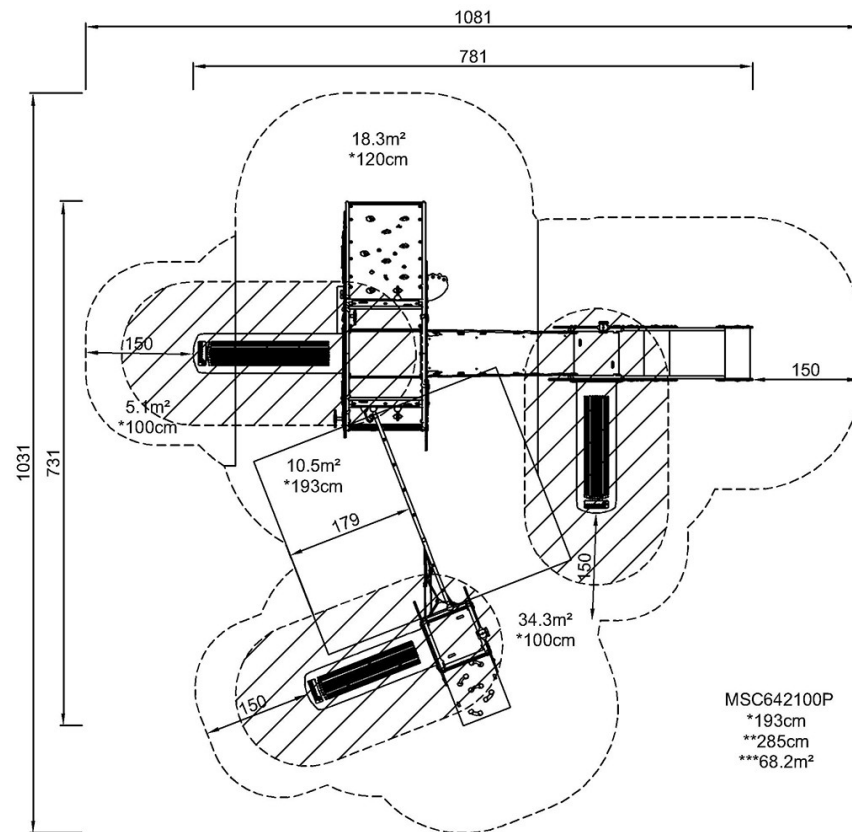 1081
781
18.3m²
*120cm
1031
731
150
150
5.1m²
*100cm
10.5m²
*193cm
179
150
34.3m²
*100cm
150
MSC642100P
*193cm
**285cm
***68.2m²